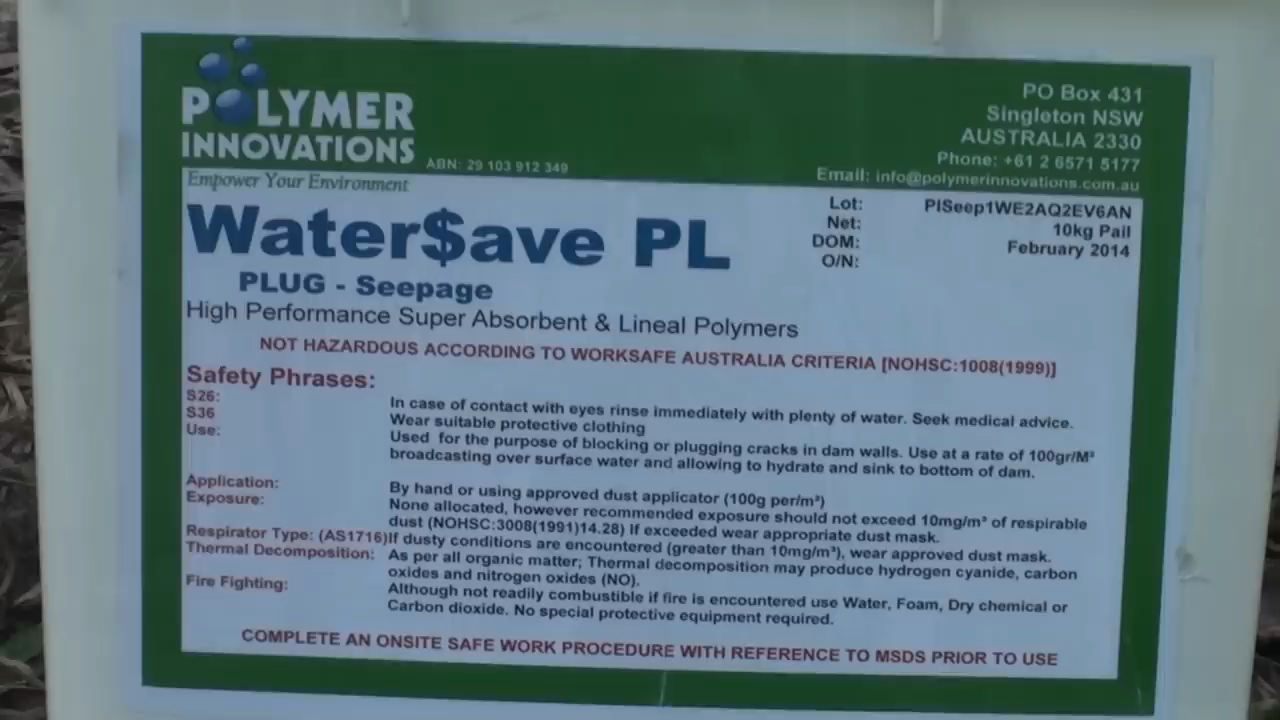 POLYMER
INNOVATIONS
ABN: 29 103 912 349
Empower Your Environment
PO Box 431
Singleton NSW
AUSTRALIA 2330
Phone: +61 2 6571 5177
Email: info@polymerinnovations.com.au
Water$ave PL
PLUG - Seepage
Lot: PISeep1WE2AQ2EV6AN
Net: 10kg Pail
DOM: February 2014
O/N:
High Performance Super Absorbent & Lineal Polymers
NOT HAZARDOUS ACCORDING TO WORKSAFE AUSTRALIA CRITERIA [NOHSC:1008(1999)]
Safety Phrases:
S26: In case of contact with eyes rinse immediately with plenty of water. Seek medical advice.
S36 Wear suitable protective clothing
Use: Used for the purpose of blocking or plugging cracks in dam walls. Use at a rate of 100gr/M²
broadcasting over surface water and allowing to hydrate and sink to bottom of dam.
Application: By hand or using approved dust applicator (100g per/m²)
Exposure: None allocated, however recommended exposure should not exceed 10mg/m³ of respirable
dust (NOHSC:3008(1991)14.28) If exceeded wear appropriate dust mask.
Respirator Type: (AS1716) If dusty conditions are encountered (greater than 10mg/m³), wear approved dust mask.
Thermal Decomposition: As per all organic matter; Thermal decomposition may produce hydrogen cyanide, carbon
oxides and nitrogen oxides (NO).
Fire Fighting: Although not readily combustible if fire is encountered use Water, Foam, Dry chemical or
Carbon dioxide. No special protective equipment required.
COMPLETE AN ONSITE SAFE WORK PROCEDURE WITH REFERENCE TO MSDS PRIOR TO USE